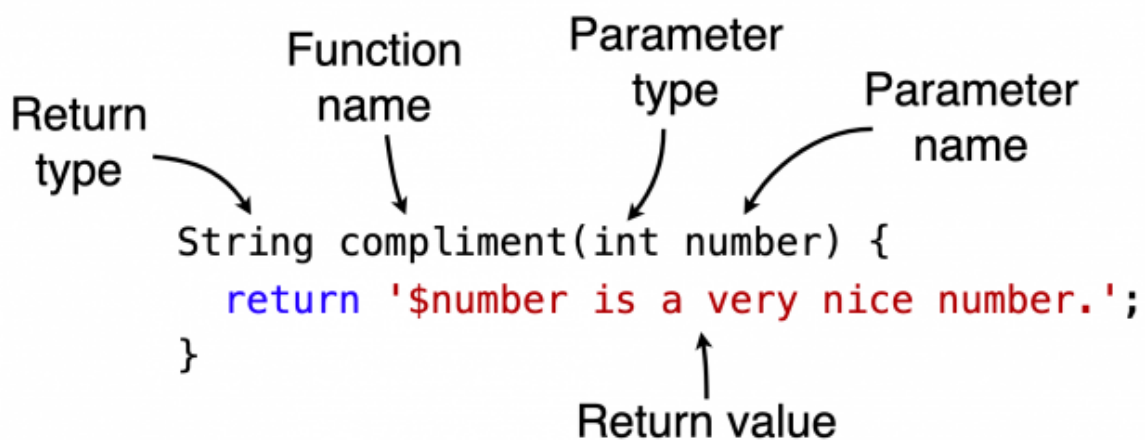 Return
type
Function
name
Parameter
type
Parameter
name
String compliment(int number) {
return '$number is a very nice number.';
}
Return value